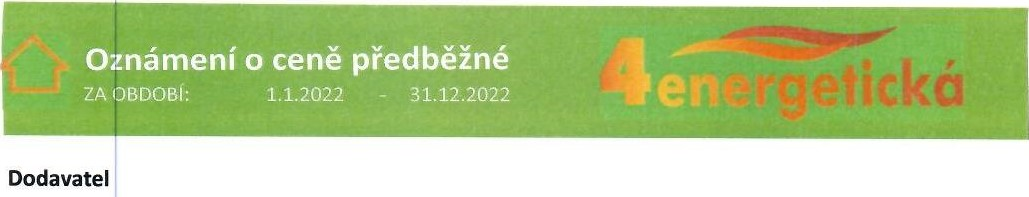 Oznámení o ceně předběžné
ZA OBDOBÍ: 1.1.2022 - 31.12.2022
4energetická
Dodavatel